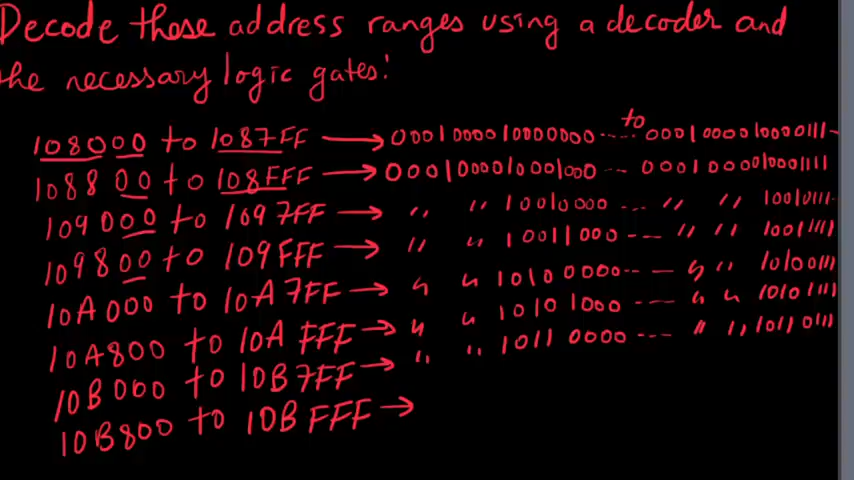 Decode these address ranges using a decoder and
the necessary logic gates:
108000 to 1087FF → 0001000010000000 ..... to 0001000010000111
108800 to 108FFF → 0001000010001000 --- 0001000010001111
109000 to 1097FF → " " 10010000 --- " " 10010111
109800 to 109FFF → " " 10011000 --- " " 10011111
10A000 to 10A7FF → " " 10100000 --- " " 10100111
10A800 to 10AFFF → " " 10101000 --- " " 10101111
10B000 to 10B7FF → " " 10110000 --- " " 10110111
10B800 to 10BFFF →